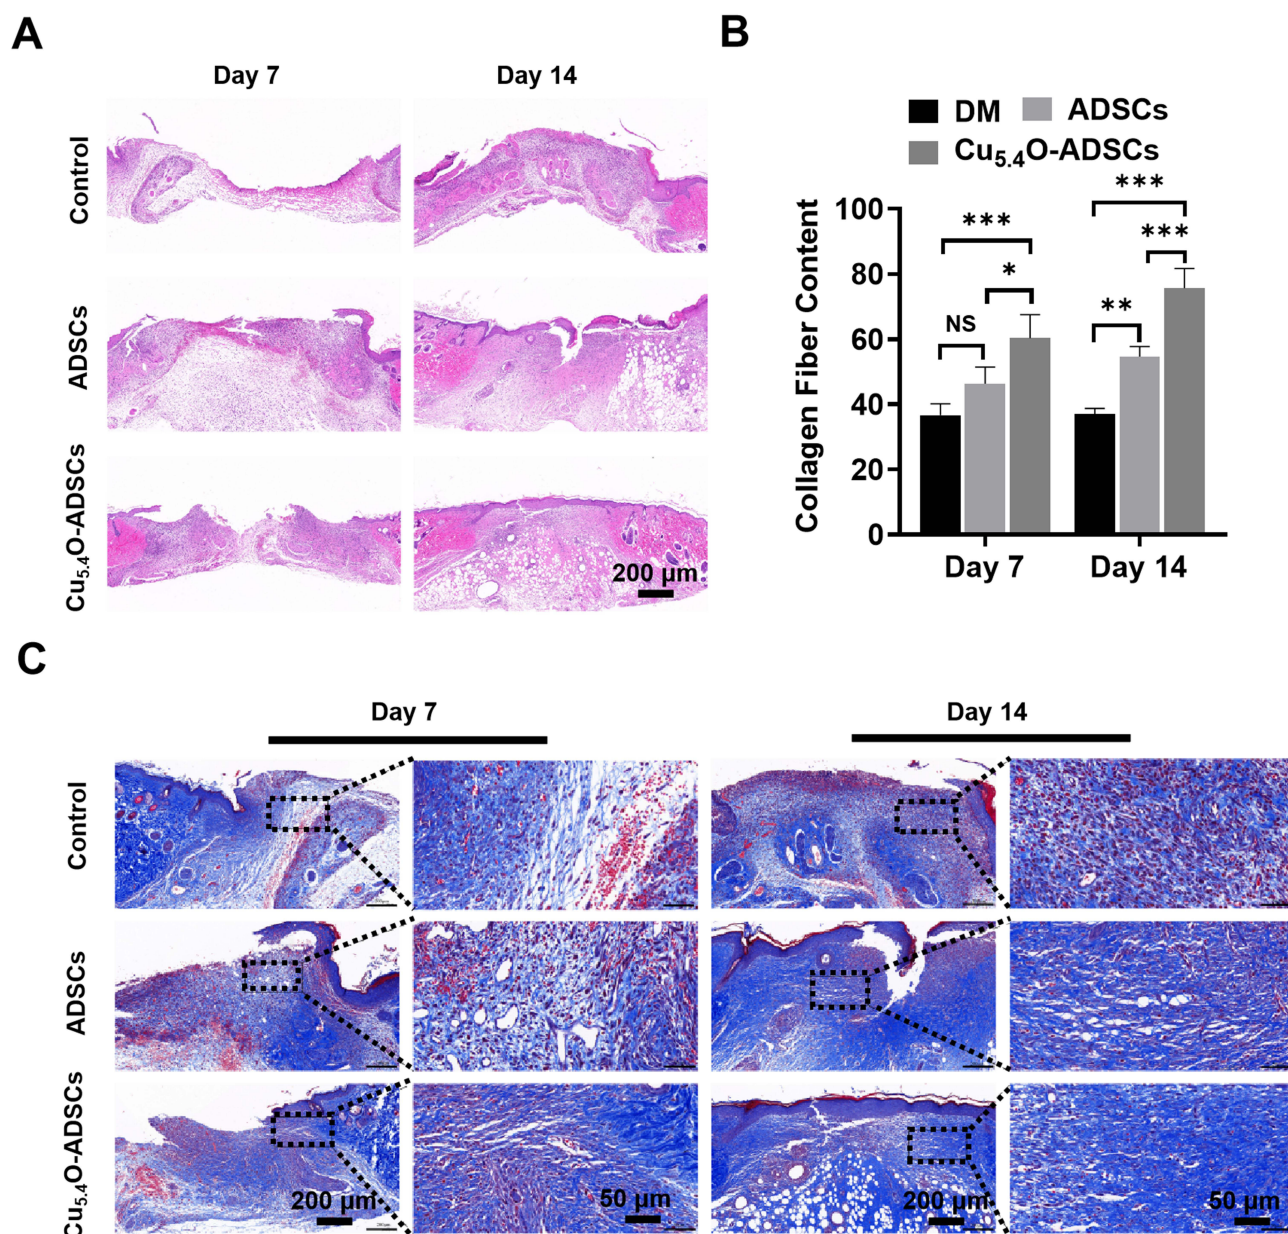 A
Day 7
Day 14
Control
ADSCs
Cu5.4O-ADSCs
200 μm
B
DM
ADSCs
Cu5.4O-ADSCs
Collagen Fiber Content
100
80
60
40
20
0
***
*
NS
***
***
**
Day 7
Day 14
C
Day 7
Day 14
Control
ADSCs
Cu5.4O-ADSCs
200 μm
50 μm
200 μm
50 μm